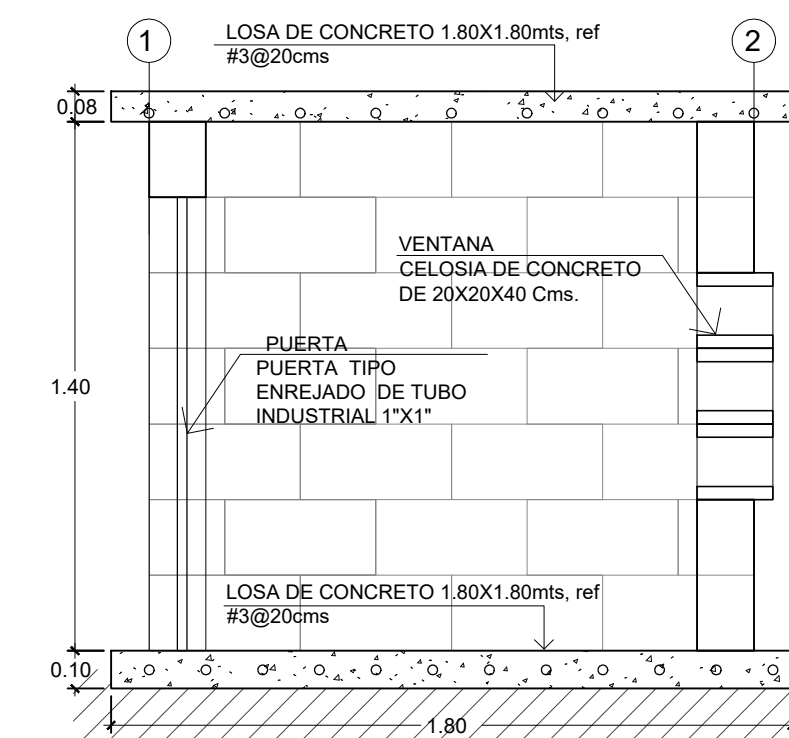 1
2
LOSA DE CONCRETO 1.80X1.80mts, ref
#3@20cms
0.08
VENTANA
CELOSIA DE CONCRETO
DE 20X20X40 Cms.
PUERTA
PUERTA TIPO
ENREJADO DE TUBO
INDUSTRIAL 1"X1"
1.40
LOSA DE CONCRETO 1.80X1.80mts, ref
#3@20cms
0.10
1.80